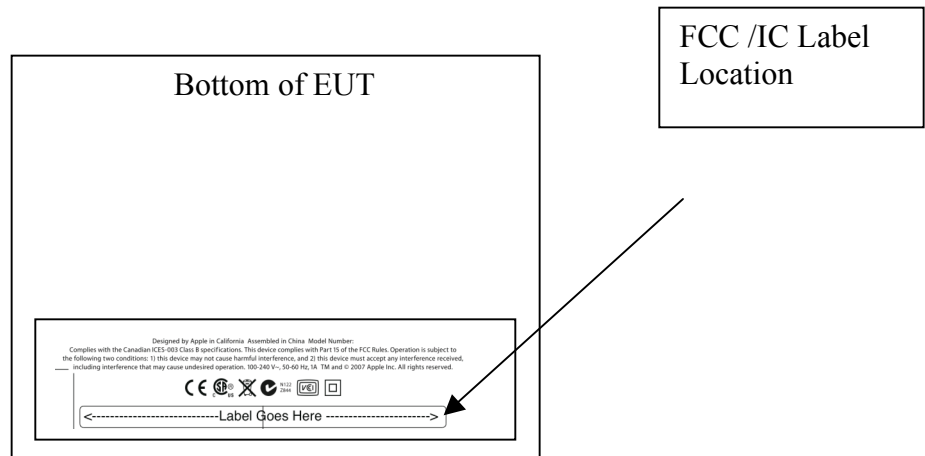 FCC /IC Label
Location
Bottom of EUT
Designed by Apple in California Assembled in China Model Number:
Complies with the Canadian ICES-003 Class B specifications. This device complies with Part 15 of the FCC Rules. Operation is subject to
the following two conditions: 1) this device may not cause harmful interference, and 2) this device must accept any interference received,
including interference that may cause undesired operation. 100-240 V~, 50-60 Hz, 1A TM and © 2007 Apple Inc. All rights reserved.
CE C US N122
Z844
<----------------------------Label Goes Here ---------------------->